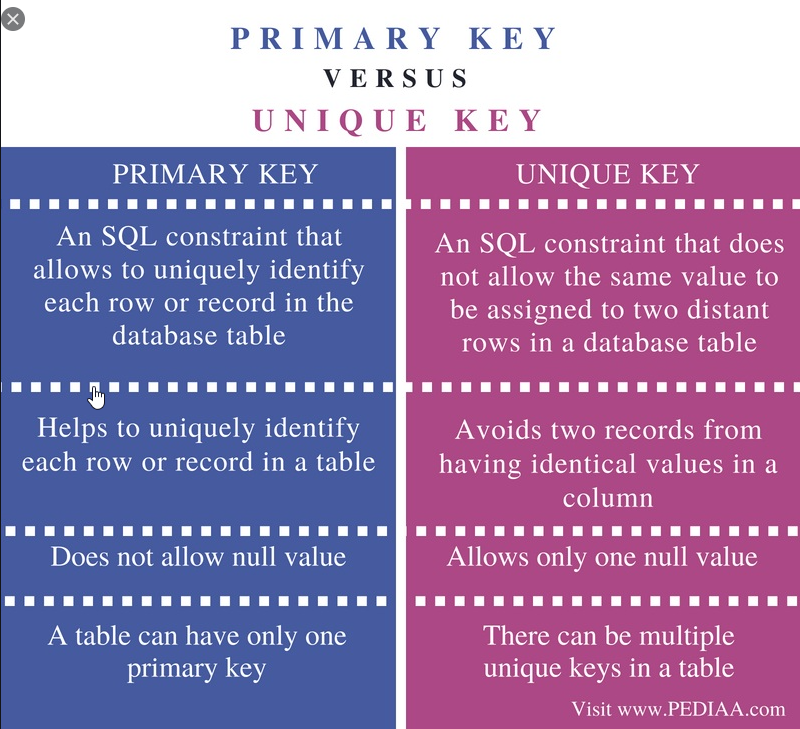 PRIMARY KEY
VERSUS
UNIQUE KEY
PRIMARY KEY
An SQL constraint that
allows to uniquely identify
each row or record in the
database table
Helps to uniquely identify
each row or record in a table
Does not allow null value
A table can have only one
primary key
UNIQUE KEY
An SQL constraint that does
not allow the same value to
be assigned to two distant
rows in a database table
Avoids two records from
having identical values in a
column
Allows only one null value
There can be multiple
unique keys in a table
Visit www.PEDIAA.com